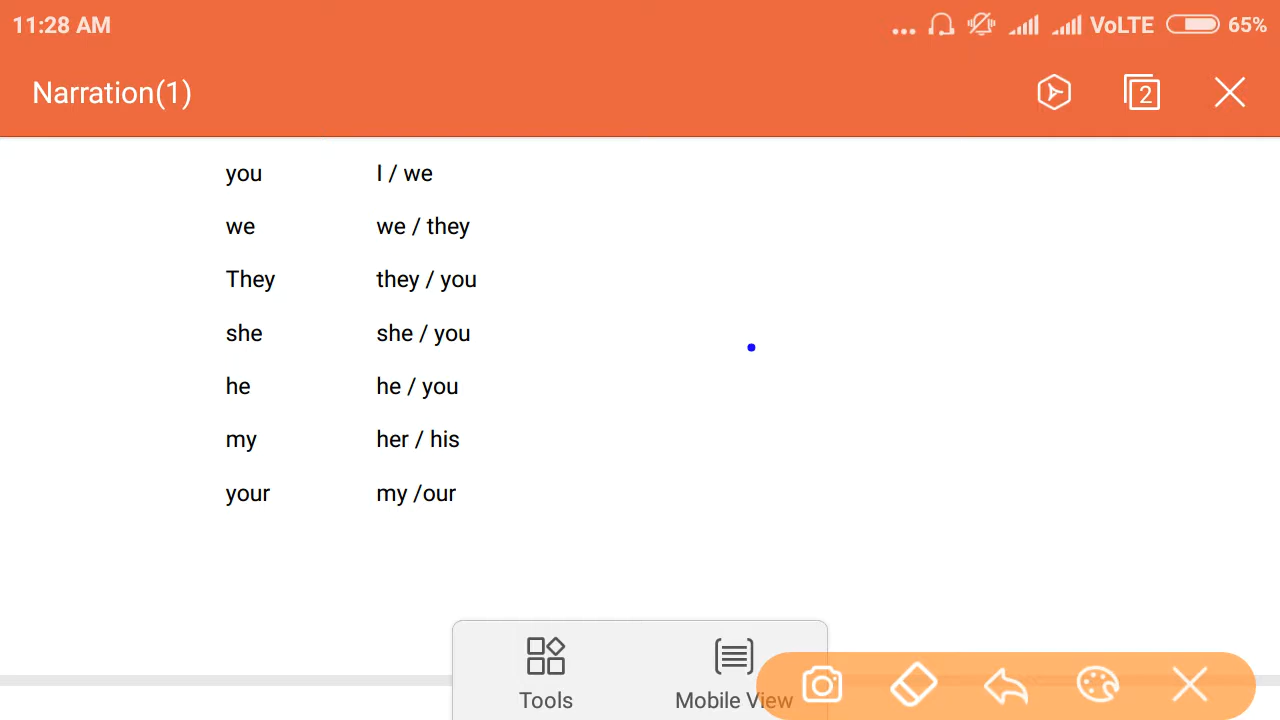 11:28 AM ... VoLTE 65%
Narration(1) 2
you I / we
we we / they
They they / you
she she / you
he he / you
my her / his
your my /our
Tools Mobile View